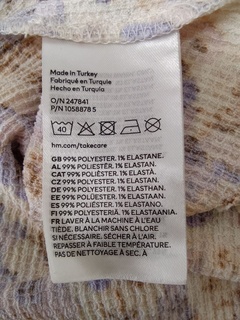 Made in Turkey
Fabriqué en Turquie
Hecho en Turquía
O/N 247841
P/N 1058878 5
40
hm.com/takecare
GB 99% POLYESTER. 1% ELASTANE.
AL 99% POLIESTËR. 1% ELASTAN.
CAT 99% POLIÈSTER. 1% ELASTÀ.
CZ 99% POLYESTER. 1% ELASTAN.
DE 99% POLYESTER. 1% ELASTHAN.
EE 99% POLÜESTER. 1% ELASTAAN.
ES 99% POLIÉSTER. 1% ELASTANO.
FI 99% POLYESTERIÄ. 1% ELASTAANIA.
FR LAVER À LA MACHINE À L'EAU
TIÈDE. BLANCHIR SANS CHLORE
SI NÉCESSAIRE. SÉCHER À L'AIR.
REPASSER À FAIBLE TEMPÉRATURE.
PAS DE NETTOYAGE À SEC. A